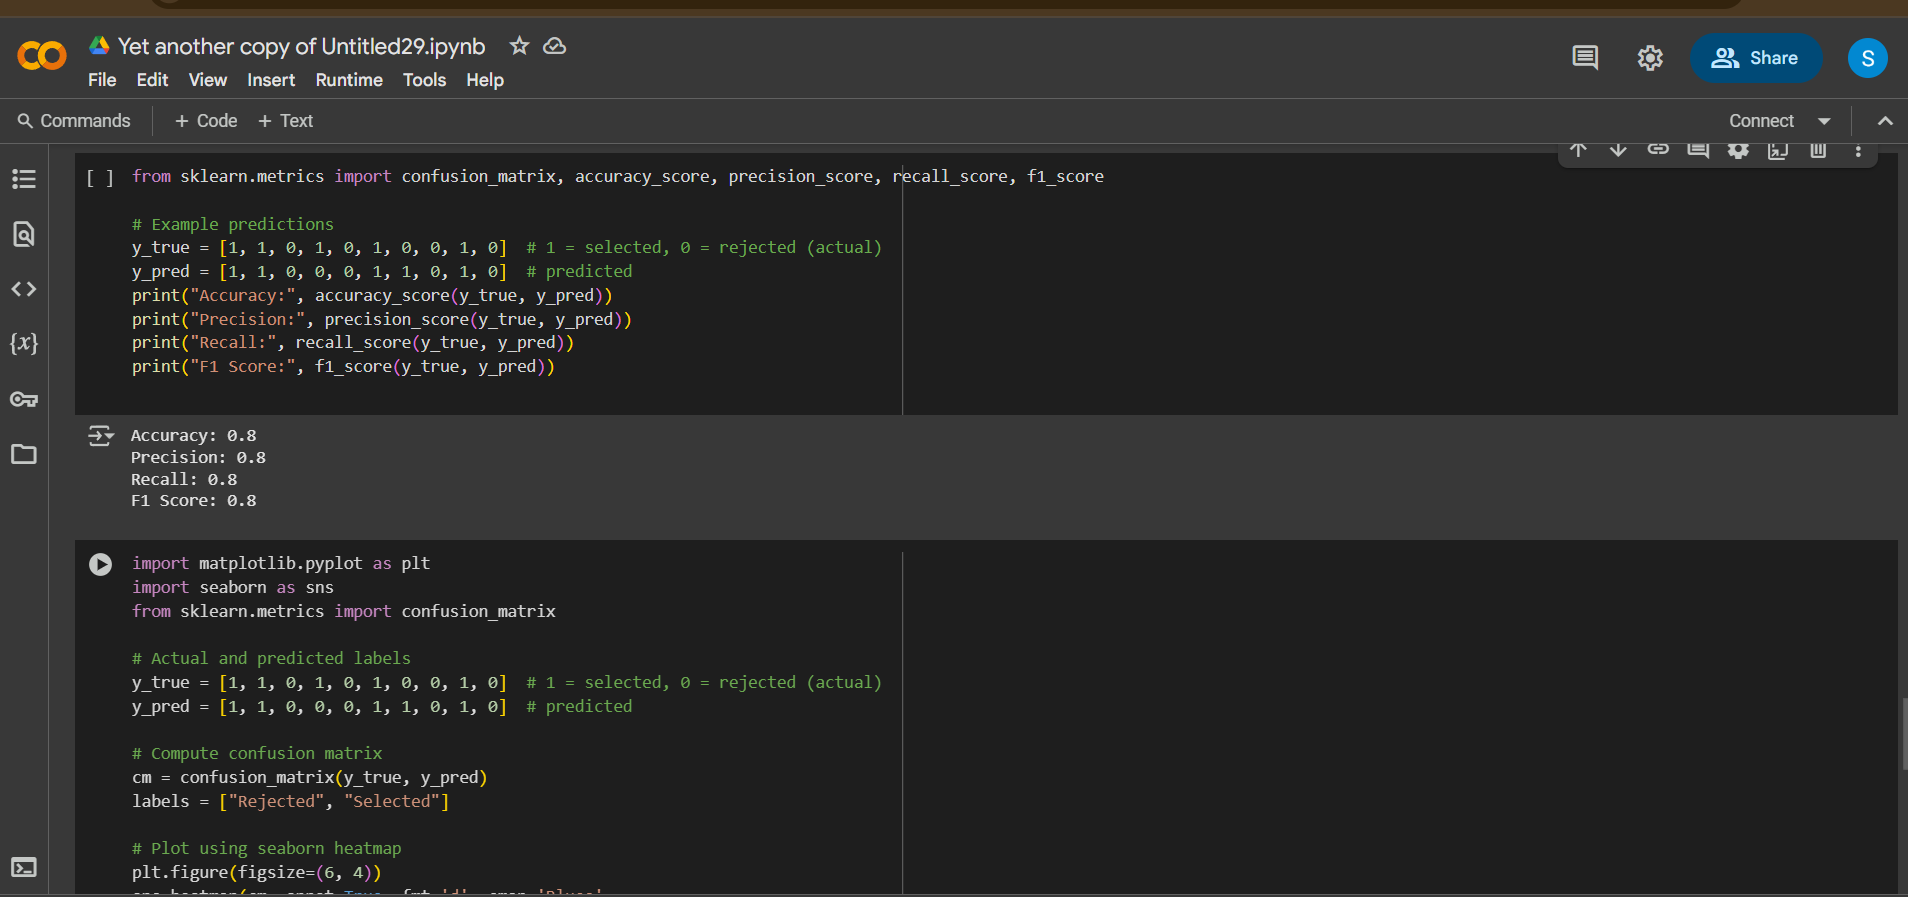 Yet another copy of Untitled29.ipynb
File Edit View Insert Runtime Tools Help
Share
S
Commands + Code + Text
Connect
[ ] from sklearn.metrics import confusion_matrix, accuracy_score, precision_score, recall_score, f1_score
# Example predictions
y_true = [1, 1, 0, 1, 0, 1, 0, 0, 1, 0]  # 1 = selected, 0 = rejected (actual)
y_pred = [1, 1, 0, 0, 0, 1, 1, 0, 1, 0]  # predicted
print("Accuracy:", accuracy_score(y_true, y_pred))
print("Precision:", precision_score(y_true, y_pred))
print("Recall:", recall_score(y_true, y_pred))
print("F1 Score:", f1_score(y_true, y_pred))
Accuracy: 0.8
Precision: 0.8
Recall: 0.8
F1 Score: 0.8
import matplotlib.pyplot as plt
import seaborn as sns
from sklearn.metrics import confusion_matrix
# Actual and predicted labels
y_true = [1, 1, 0, 1, 0, 1, 0, 0, 1, 0]  # 1 = selected, 0 = rejected (actual)
y_pred = [1, 1, 0, 0, 0, 1, 1, 0, 1, 0]  # predicted
# Compute confusion matrix
cm = confusion_matrix(y_true, y_pred)
labels = ["Rejected", "Selected"]
# Plot using seaborn heatmap
plt.figure(figsize=(6, 4))